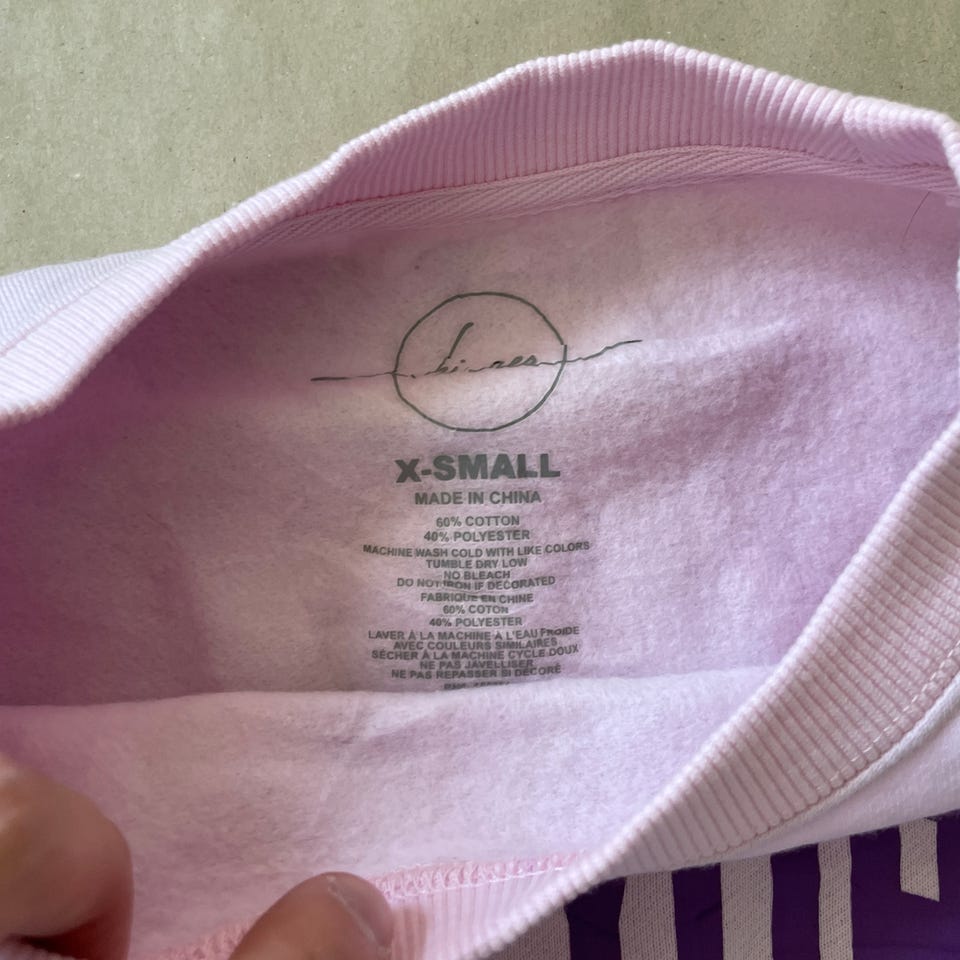 X-SMALL
MADE IN CHINA
60% COTTON
40% POLYESTER
MACHINE WASH COLD WITH LIKE COLORS
TUMBLE DRY LOW
NO BLEACH
DO NOT IRON IF DECORATED
FABRIQUE EN CHINE
60% COTON
40% POLYESTER
LAVER À LA MACHINE À L'EAU FROIDE
AVEC COULEURS SIMILAIRES
SÉCHER À LA MACHINE CYCLE DOUX
NE PAS JAVELLISER
NE PAS REPASSER SI DÉCORÉ